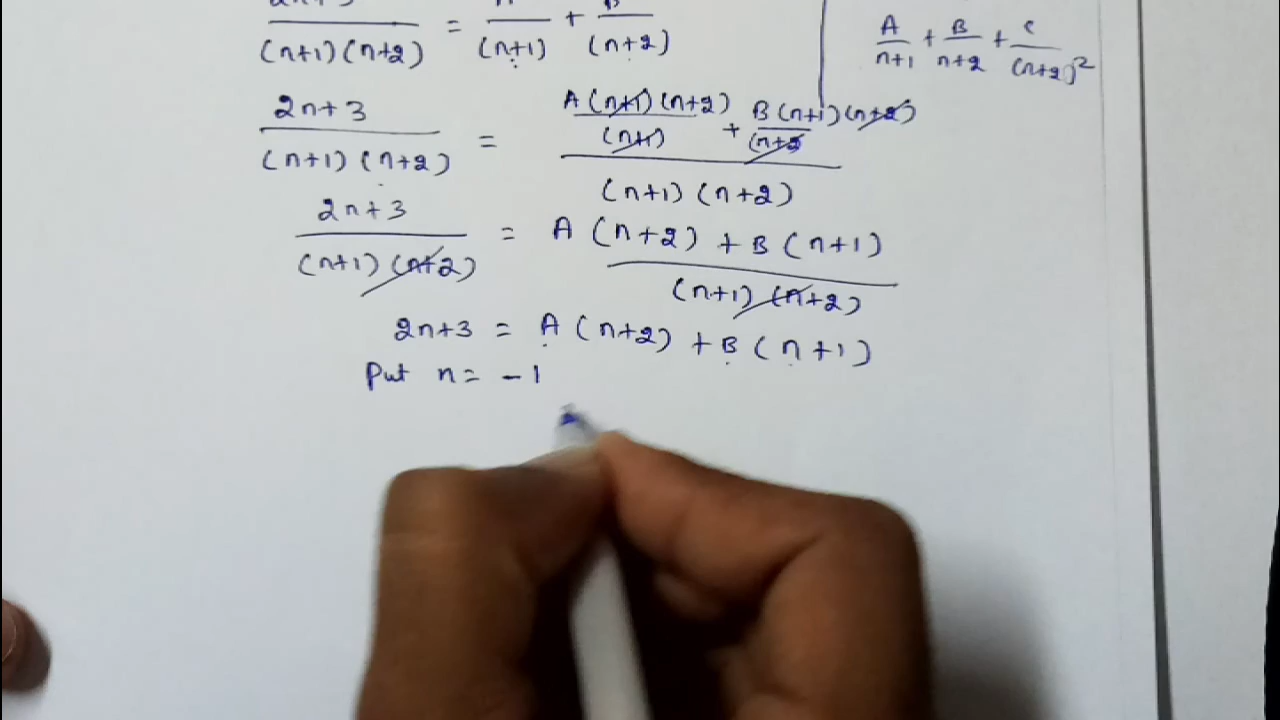 (n+1)(n+2) = (n+1) + (n+2)
A/n+1 + B/n+2 + c/(n+2)²
2n+3/(n+1)(n+2) = A(n+1)(n+2)/(n+1) + B(n+1)(n+2)/(n+2) / (n+1)(n+2)
2n+3/(n+1)(n+2) = A(n+2)+B(n+1)/(n+1)(n+2)
2n+3 = A(n+2)+B(n+1)
Put n= -1